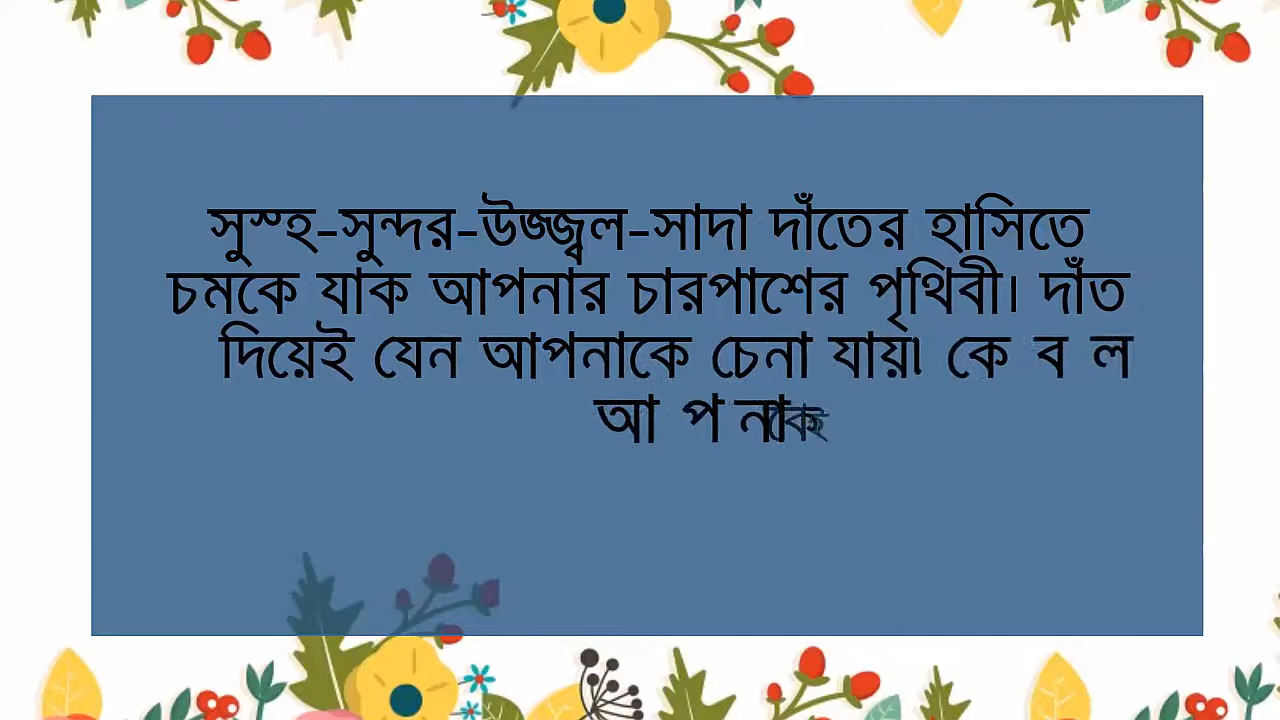 সুস্হ-সুন্দর-উজ্জ্বল-সাদা দাঁতের হাসিতে
চমকে যাক আপনার চারপাশের পৃথিবী। দাঁত
দিয়েই যেন আপনাকে চেনা যায়৷ কে ব ল
আ প না